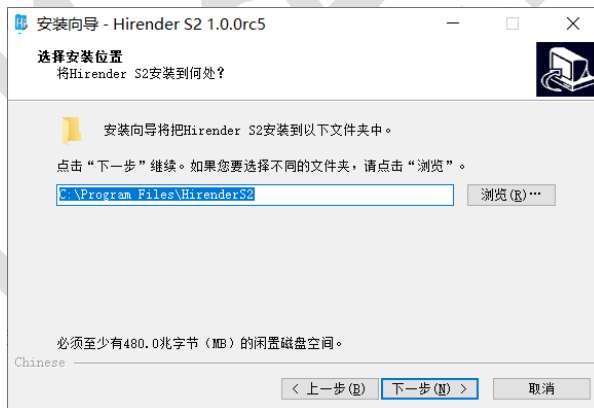 安装向导 - Hirender S2 1.0.0rc5
选择安装位置
将Hirender S2安装到何处?
安装向导将把Hirender S2安装到以下文件夹中。
点击“下一步”继续。如果您要选择不同的文件夹，请点击“浏览”。
C:\Program Files\HirenderS2
浏览(R)…
必须至少有480.0兆字节（MB）的闲置磁盘空间。
Chinese
< 上一步(B)
下一步(N) >
取消